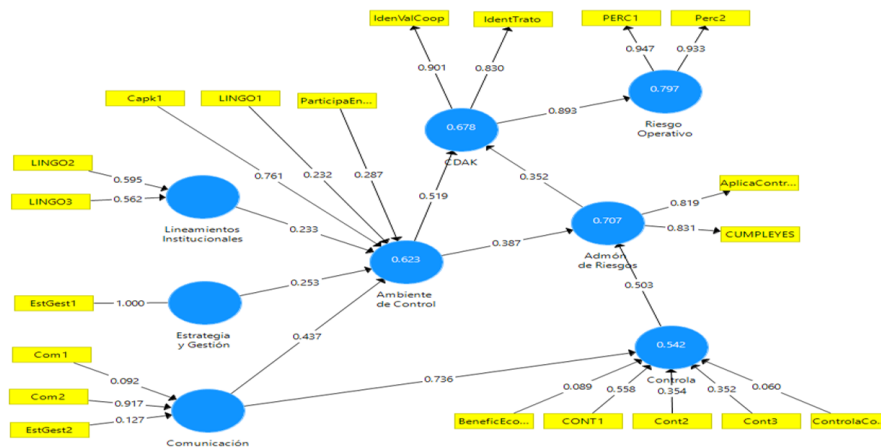 IdenValCoop
IdentTrato
PERC1
Perc2
0.901
0.830
0.947
0.933
Capk1
LINGO1
ParticipaEn...
0.797
Riesgo
Operativo
0.893
0.678
CDAK
LINGO2
0.595
LINGO3
0.562
0.761
0.232
0.287
0.519
0.352
AplicaContr...
0.819
0.831
CUMPLEYES
Lineamientos
Institucionales
0.233
0.707
Admón
de Riesgos
0.387
0.623
Ambiente
de Control
0.253
EstGest1
1.000
Estrategia
y Gestión
0.437
0.503
0.542
Controla
Com1
0.092
Com2
0.917
EstGest2
0.127
Comunicación
0.736
0.089
.558
0.354
0.352
0.060
BeneficEco...
CONT1
Cont2
Cont3
ControlaCo...